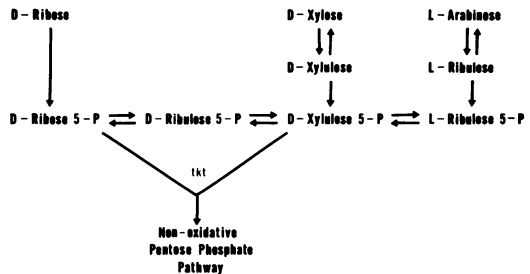 D-Ribose D-Xylose L-Arabinose
D-Xylulose L-Ribulose
D-Ribose 5-P D-Ribulose 5-P D-Xylulose 5-P L-Ribulose 5-P
tkt
Non-oxidative
Pentose Phosphate
Pathway